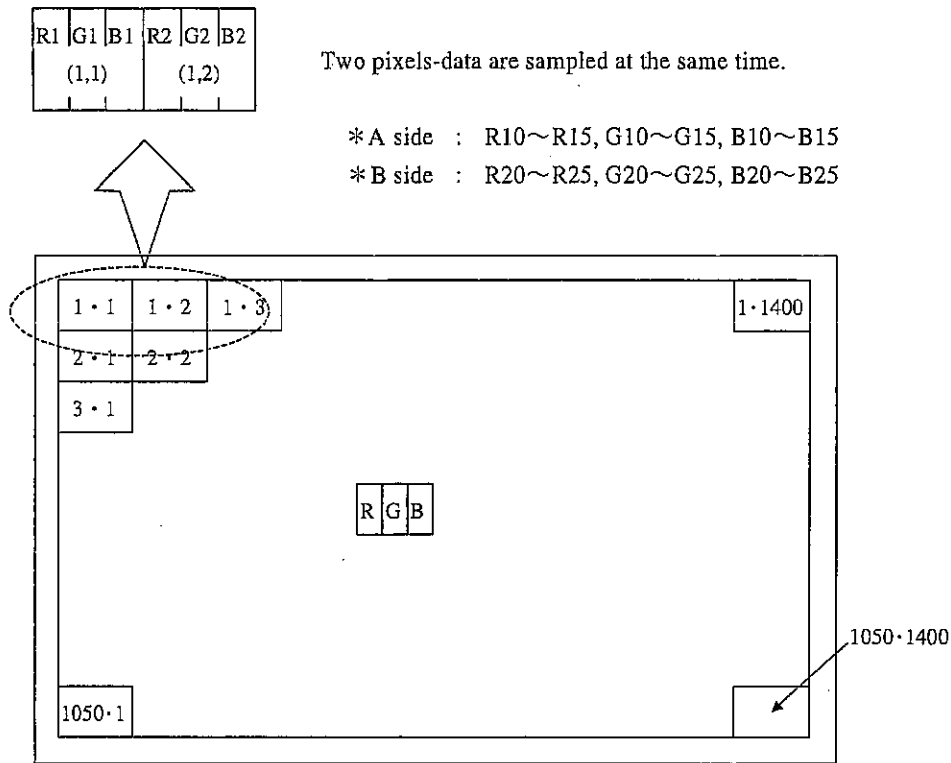 R1 G1 B1 R2 G2 B2
(1,1) (1,2)
Two pixels-data are sampled at the same time.
*A side : R10~R15, G10~G15, B10~B15
*B side : R20~R25, G20~G25, B20~B25
1・1 1・2 1・3 1・1400
2・1 2・2
3・1
R G B
1050・1400
1050・1